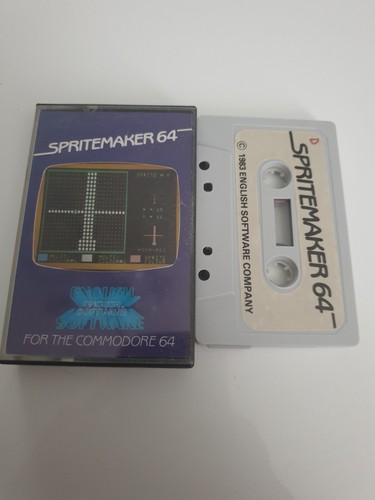 SPRITEMAKER 64
ENGLISH
SOFTWARE
FOR THE COMMODORE 64
D
SPRITEMAKER 64
© 1983 ENGLISH SOFTWARE COMPANY